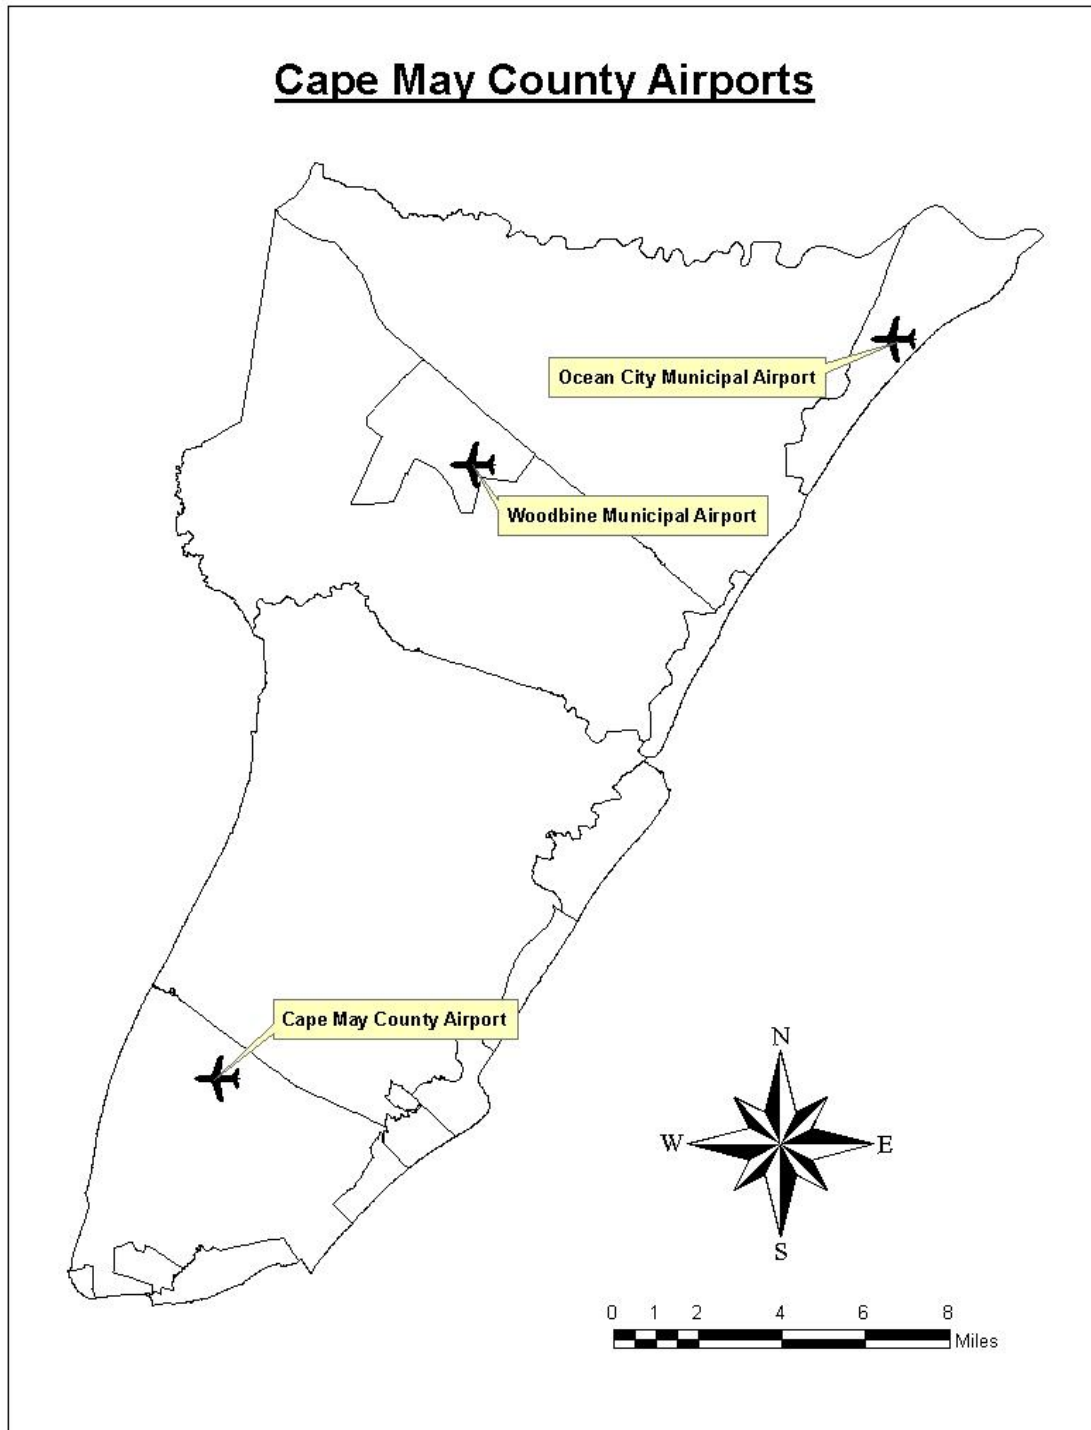 Cape May County Airports
Ocean City Municipal Airport
Woodbine Municipal Airport
Cape May County Airport
N
W E
S
0 1 2 4 6 8
Miles